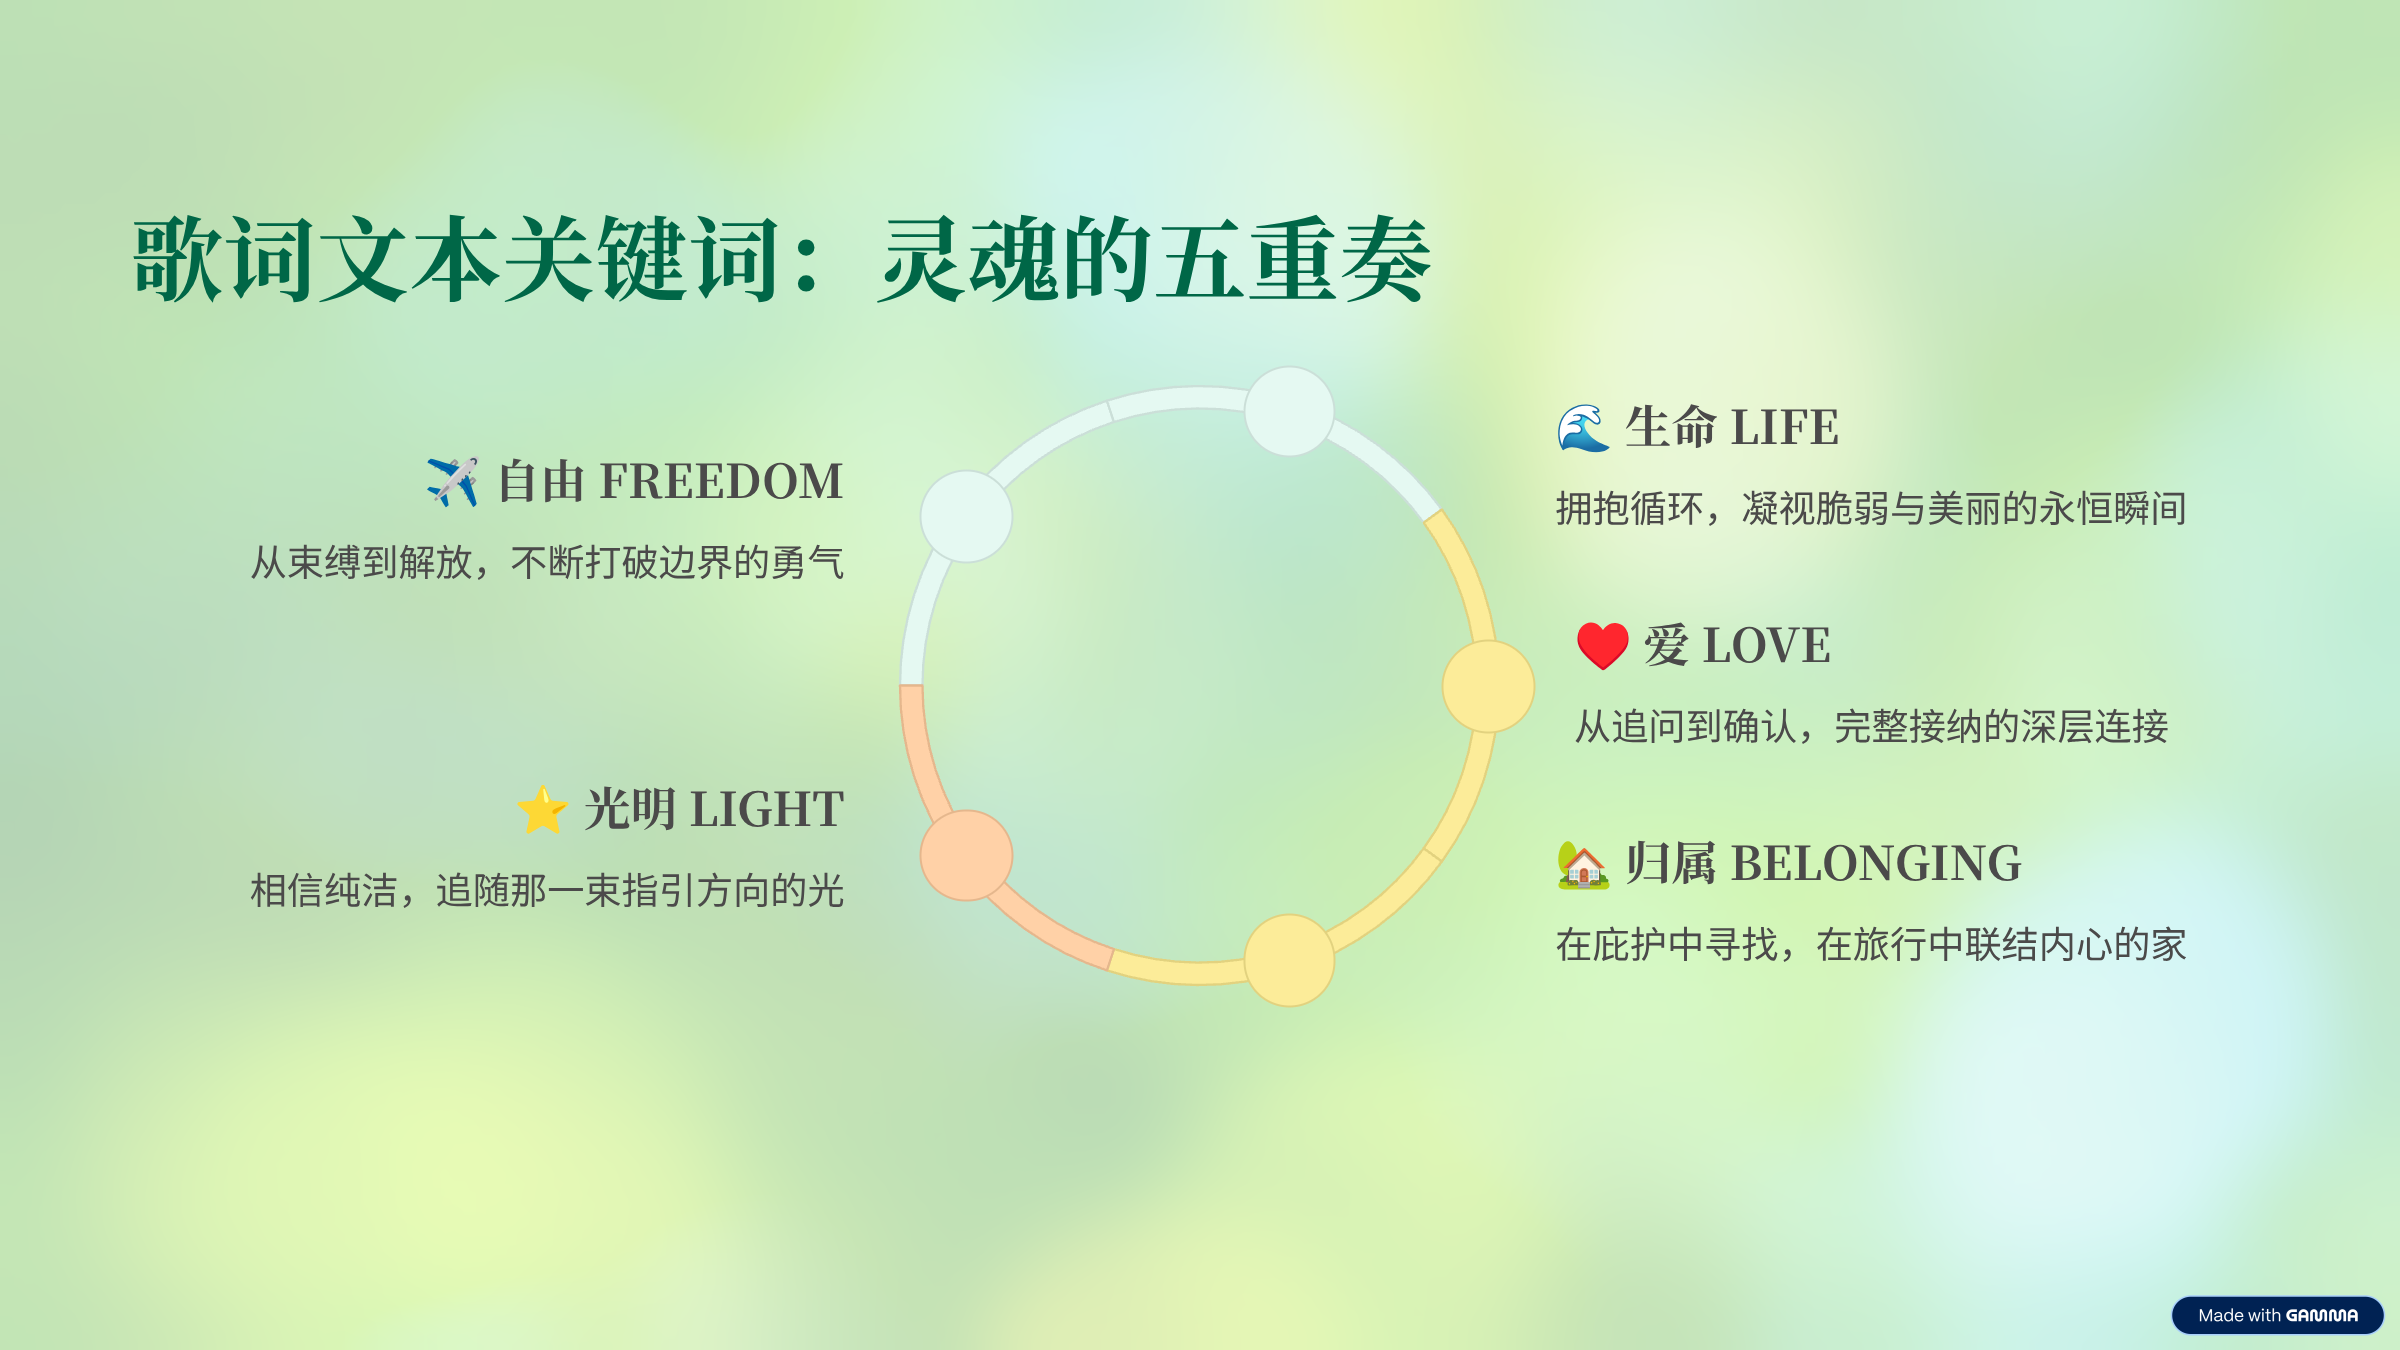 歌词文本关键词：灵魂的五重奏
生命 LIFE
拥抱循环，凝视脆弱与美丽的永恒瞬间
爱 LOVE
从追问到确认，完整接纳的深层连接
归属 BELONGING
在庇护中寻找，在旅行中联结内心的家
光明 LIGHT
相信纯洁，追随那一束指引方向的光
自由 FREEDOM
从束缚到解放，不断打破边界的勇气
Made with GAMMA